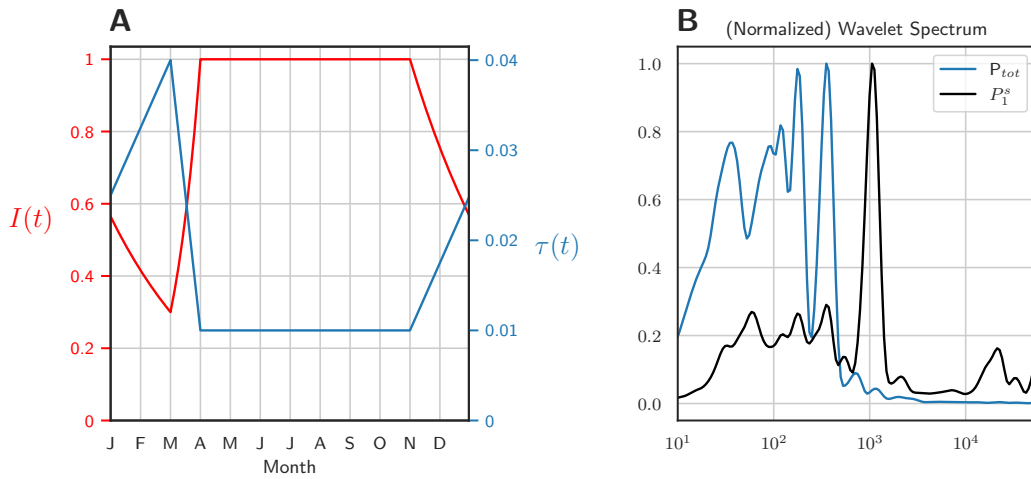 A
1
0.8
0.6
0.4
0.2
0
I(t)
0.04
0.03
0.02
0.01
0
τ(t)
J F M A M J J A S O N D
Month
B
(Normalized) Wavelet Spectrum
P_{tot}
P_1^s
1.0
0.8
0.6
0.4
0.2
0.0
10^1 10^2 10^3 10^4